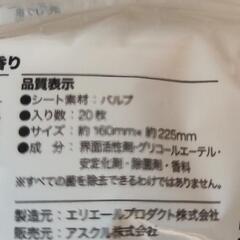 香り
品質表示
●シート素材：パルプ
●入り数：20枚
●サイズ：約160mm×約225mm
●成　分：界面活性剤・グリコールエーテル・
安定化剤・除菌剤・香料
※すべての菌を除去できるわけではありません。
製造元：エリエールプロダクト株式会社
：アスクル株式会社